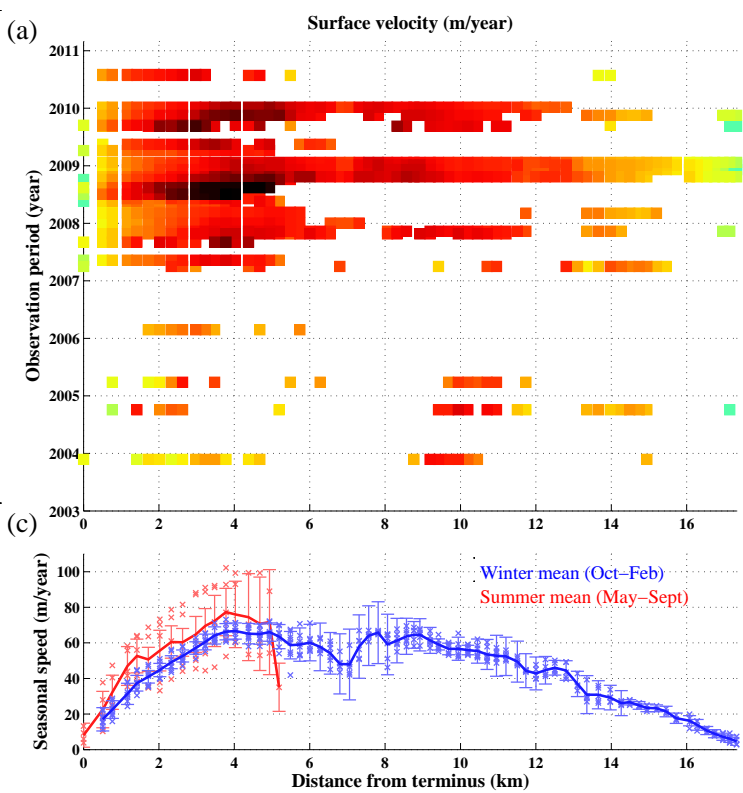 (a)
Surface velocity (m/year)
2011
2010
2009
2008
2007
2006
2005
2004
2003
Observation period (year)
0 2 4 6 8 10 12 14 16
(c)
100
80
60
40
20
0
Seasonal speed (m/year)
Winter mean (Oct–Feb)
Summer mean (May–Sept)
0 2 4 6 8 10 12 14 16
Distance from terminus (km)